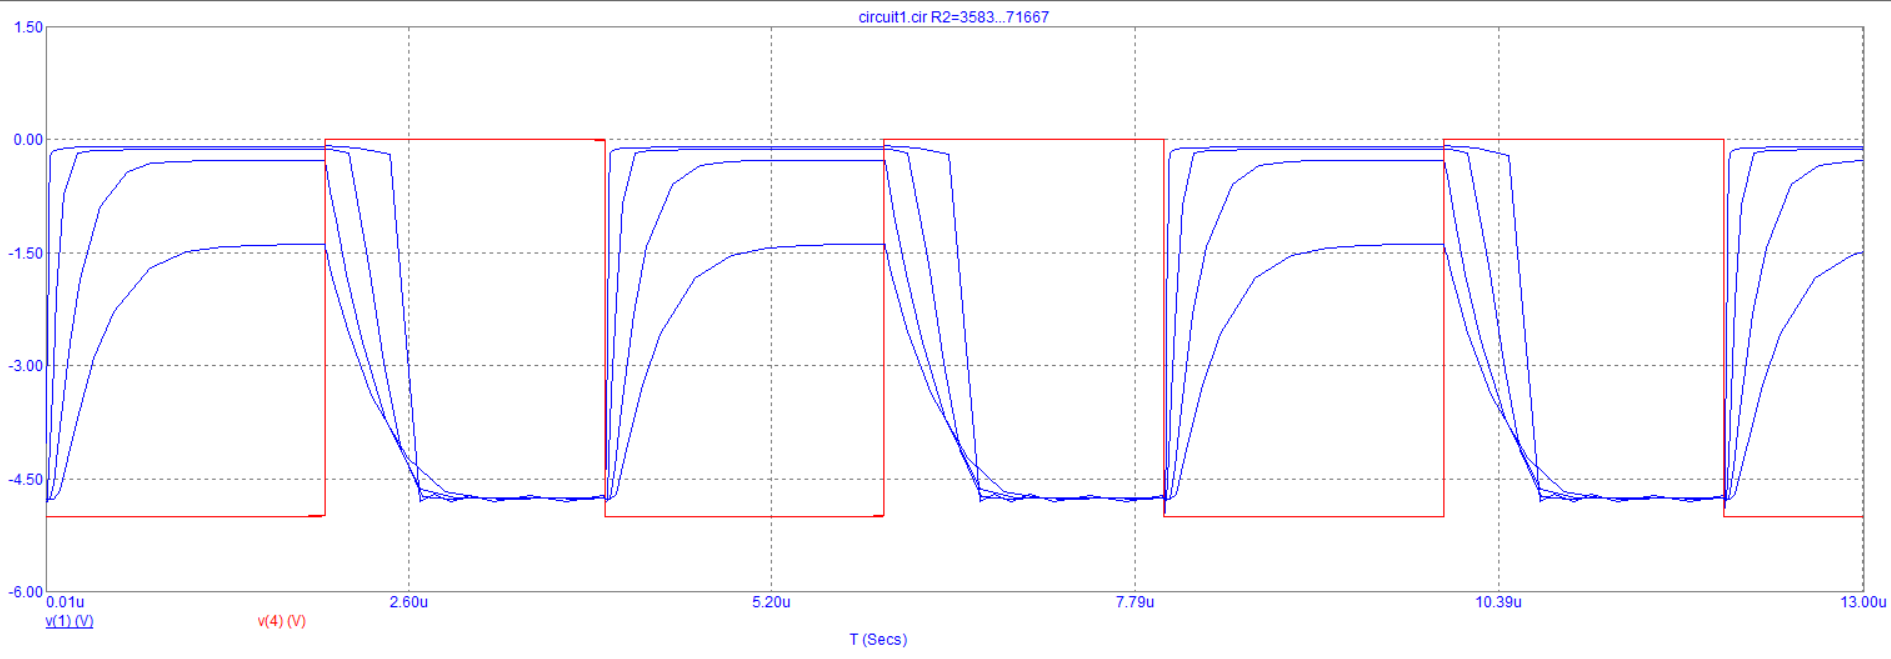 circuit1.cir R2=3583...71667
1.50
0.00
-1.50
-3.00
-4.50
-6.00
0.01u 2.60u 5.20u 7.79u 10.39u 13.00u
v(1) (V) v(4) (V)
T (Secs)